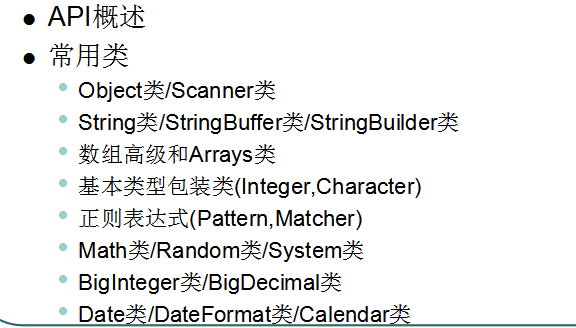 API概述
常用类
Object类/Scanner类
String类/StringBuffer类/StringBuilder类
数组高级和Arrays类
基本类型包装类(Integer,Character)
正则表达式(Pattern,Matcher)
Math类/Random类/System类
BigInteger类/BigDecimal类
Date类/DateFormat类/Calendar类